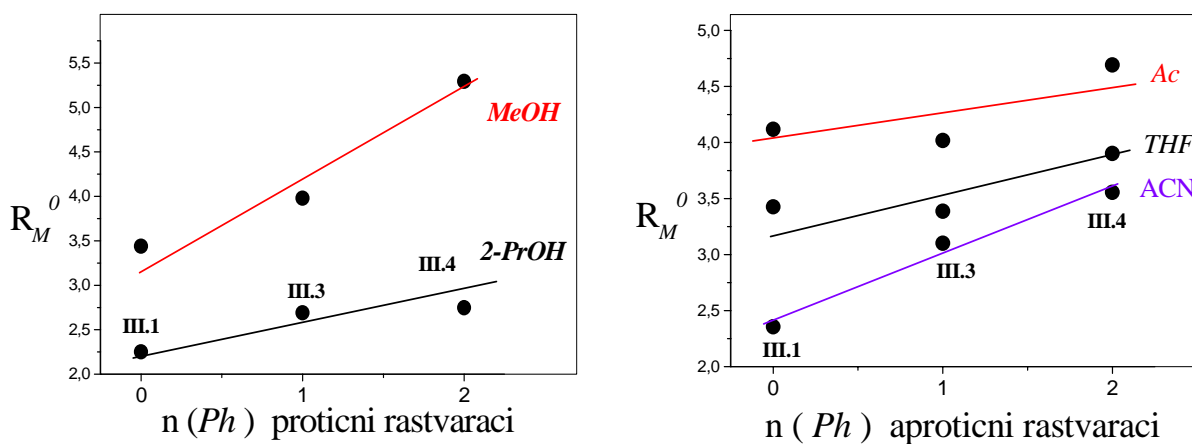 5,5
5,0
4,5
4,0
3,5
3,0
2,5
2,0
R_M^0
MeOH
2-PrOH
III.1
III.3
III.4
0 1 2
n (Ph) proticni rastvaraci
5,0
4,5
4,0
3,5
3,0
2,5
2,0
R_M^0
Ac
THF
ACN
III.4
III.3
III.1
0 1 2
n ( Ph ) aproticni rastvaraci